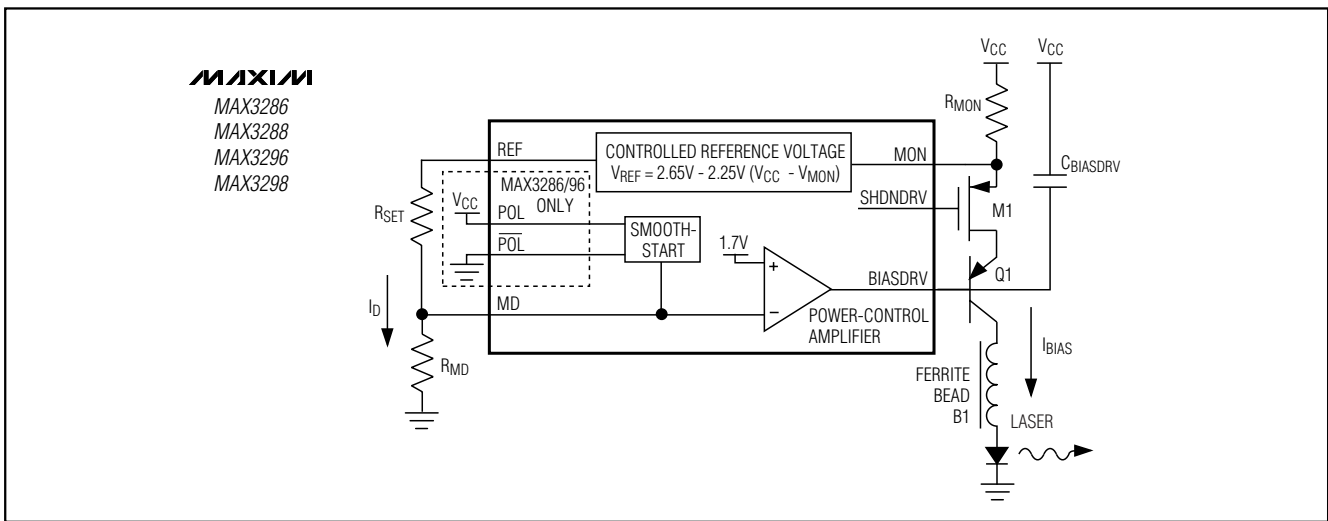 MAXIM
MAX3286
MAX3288
MAX3296
MAX3298
VCC VCC
RMON
REF
CONTROLLED REFERENCE VOLTAGE
VREF = 2.65V - 2.25V (VCC - VMON)
MON
CBIASDRV
MAX3286/96
ONLY
VCC
POL
POL
SMOOTH-
START
SHDNDRV
M1
RSET
1.7V
+
−
BIASDRV
Q1
ID
MD
POWER-CONTROL
AMPLIFIER
RMD
IBIAS
FERRITE
BEAD
B1
LASER